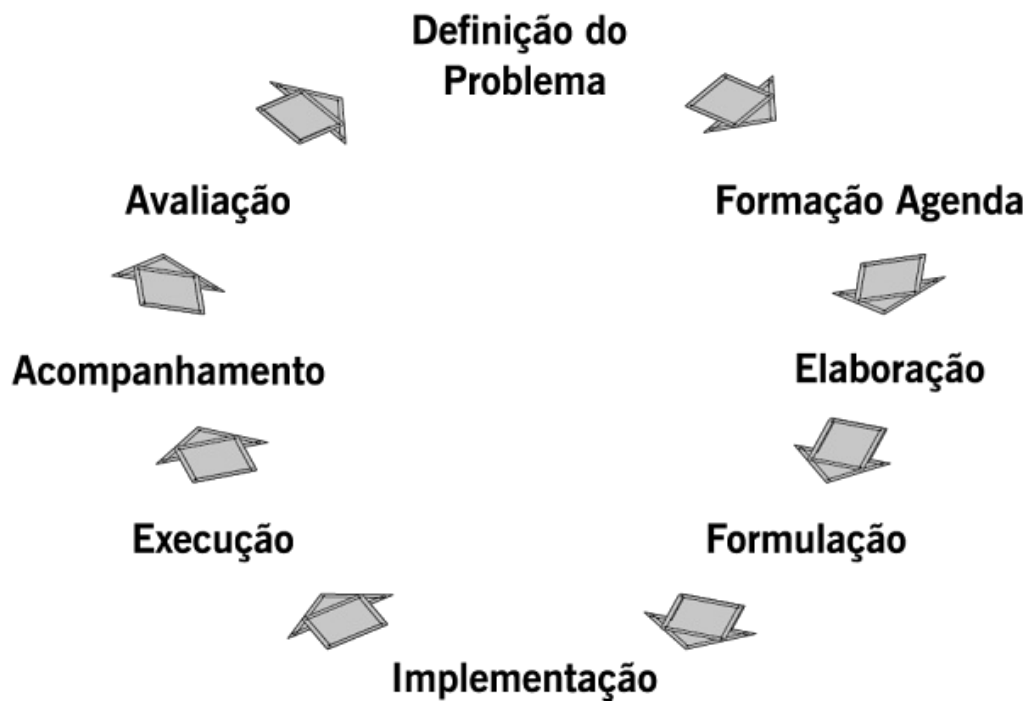 Definição do
Problema
Avaliação
Formação Agenda
Acompanhamento
Elaboração
Execução
Formulação
Implementação